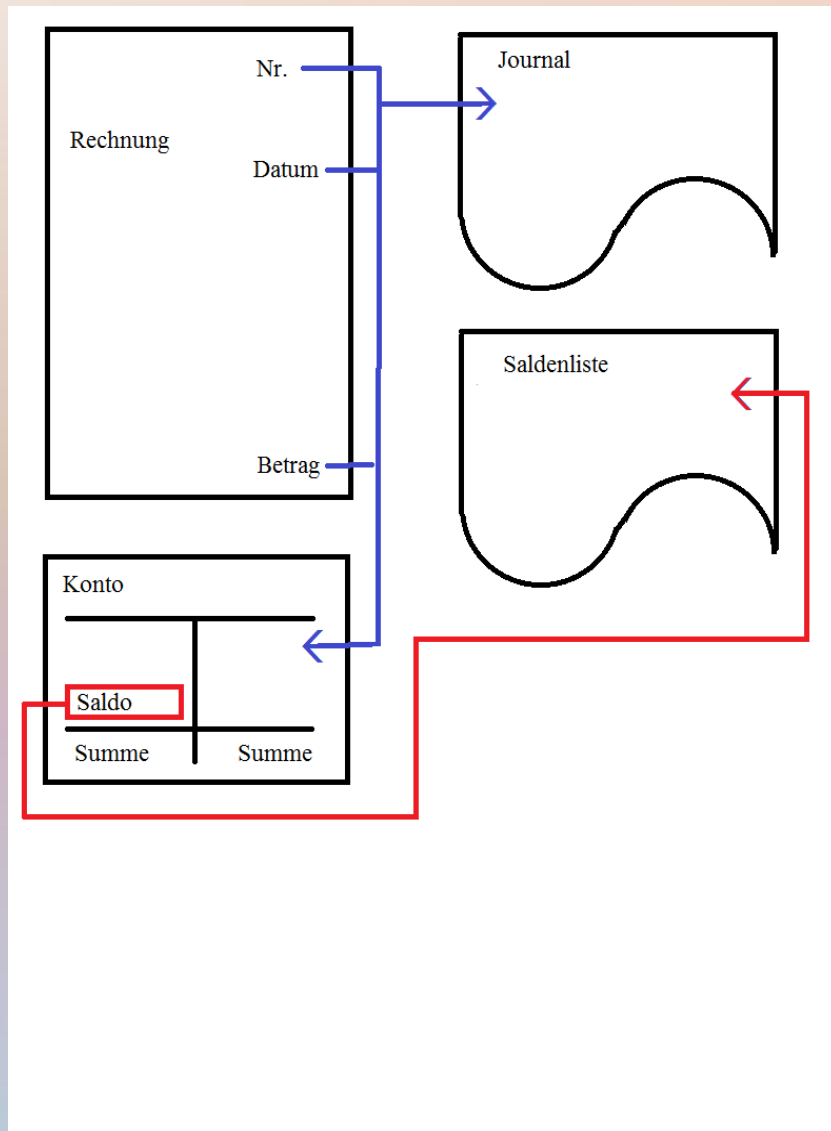 Nr.
Rechnung
Datum
Betrag
Journal
Saldenliste
Konto
Saldo
Summe Summe